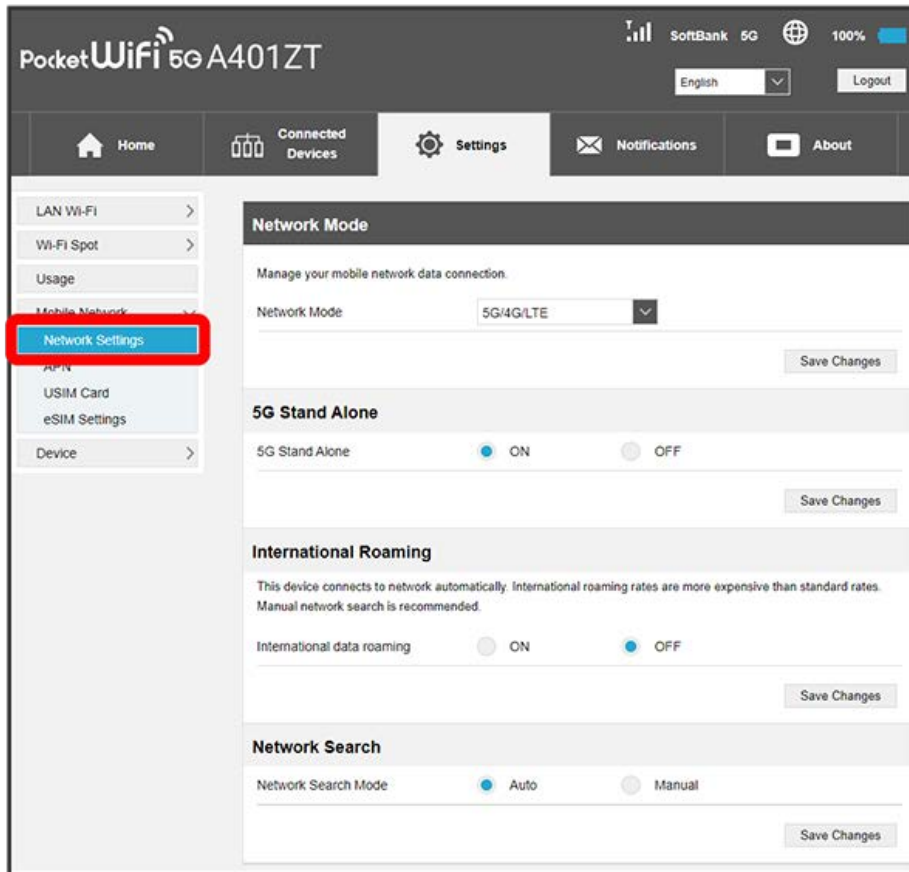 SoftBank 5G 100%
PocketWiFi 5G A401ZT
English Logout
Home Connected Devices Settings Notifications About
LAN Wi-Fi
Wi-Fi Spot
Usage
Mobile Network
Network Settings
APN
USIM Card
eSIM Settings
Device
Network Mode
Manage your mobile network data connection.
Network Mode 5G/4G/LTE
Save Changes
5G Stand Alone
5G Stand Alone ON OFF
Save Changes
International Roaming
This device connects to network automatically. International roaming rates are more expensive than standard rates.
Manual network search is recommended.
International data roaming ON OFF
Save Changes
Network Search
Network Search Mode Auto Manual
Save Changes